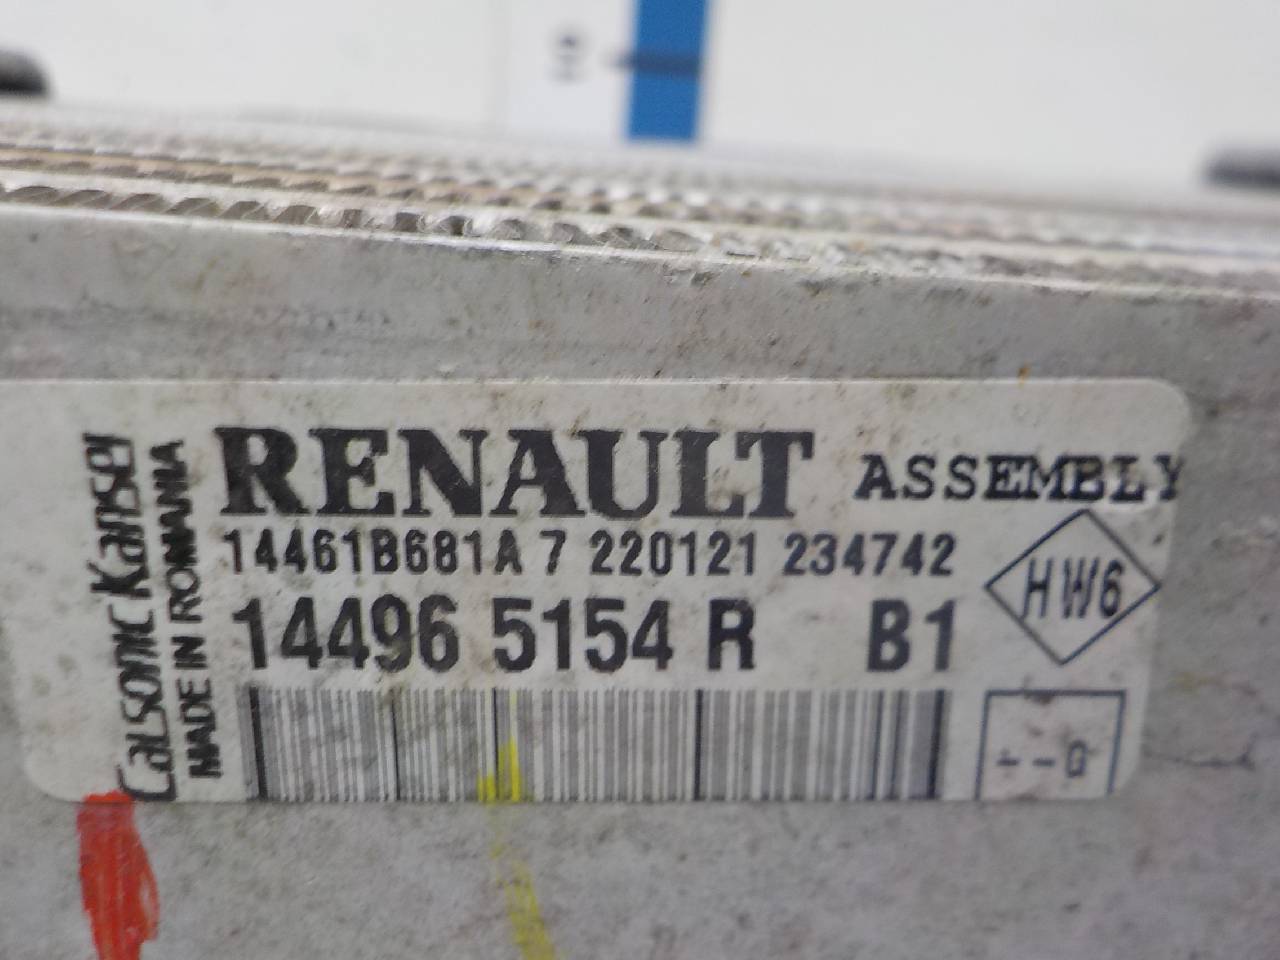 Calsonic Kansei
MADE IN ROMANIA
RENAULT ASSEMBLY
14461B681A 7 220121 234742
14496 5154 R B1
HW6